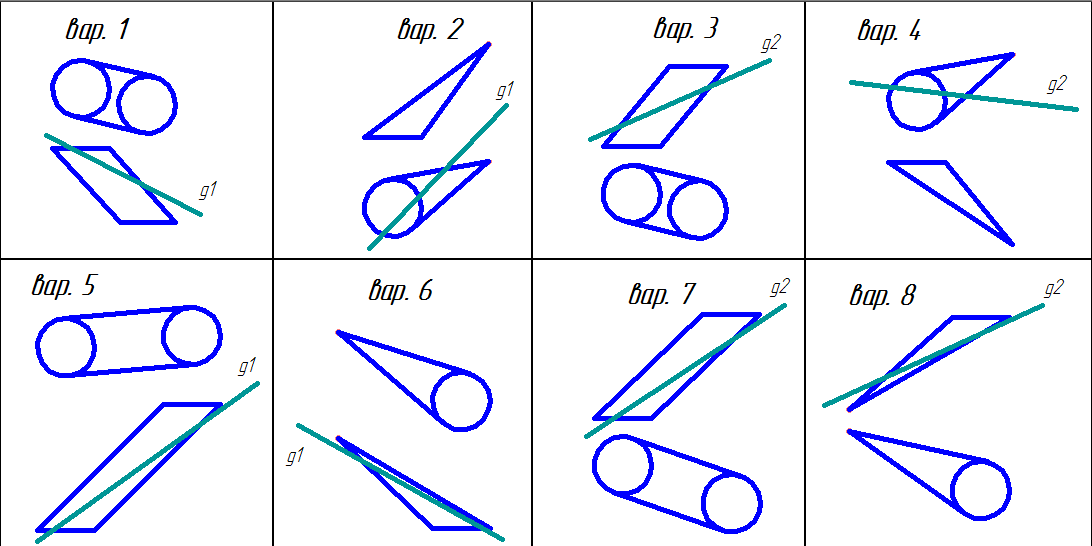 вар. 1
g1
вар. 2
g1
вар. 3
g2
вар. 4
g2
вар. 5
g1
вар. 6
g1
вар. 7
g2
вар. 8
g2